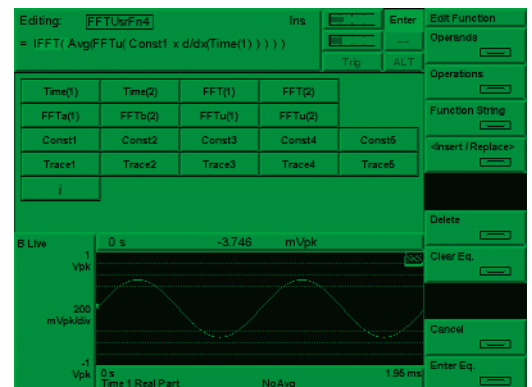 Editing: FFTUsrFn4 Ins Enter Edit Function
= IFFT( Avg(FFTu( Const1 x d/dx(Time(1) ) ) ) )
Trig ALT
Operands
Operations
Function String
<Insert / Replace>
Delete
Clear Eq.
Cancel
Enter Eq.
Time(1) Time(2) FFT(1) FFT(2)
FFTa(1) FFTb(2) FFTu(1) FFTu(2)
Const1 Const2 Const3 Const4 Const5
Trace1 Trace2 Trace3 Trace4 Trace5
j
B Live 0 s -3.746 mVpk
1
Vpk
200
mVpk/div
-1
Vpk 0 s 1.95 ms
Time 1 Real Part No Avg